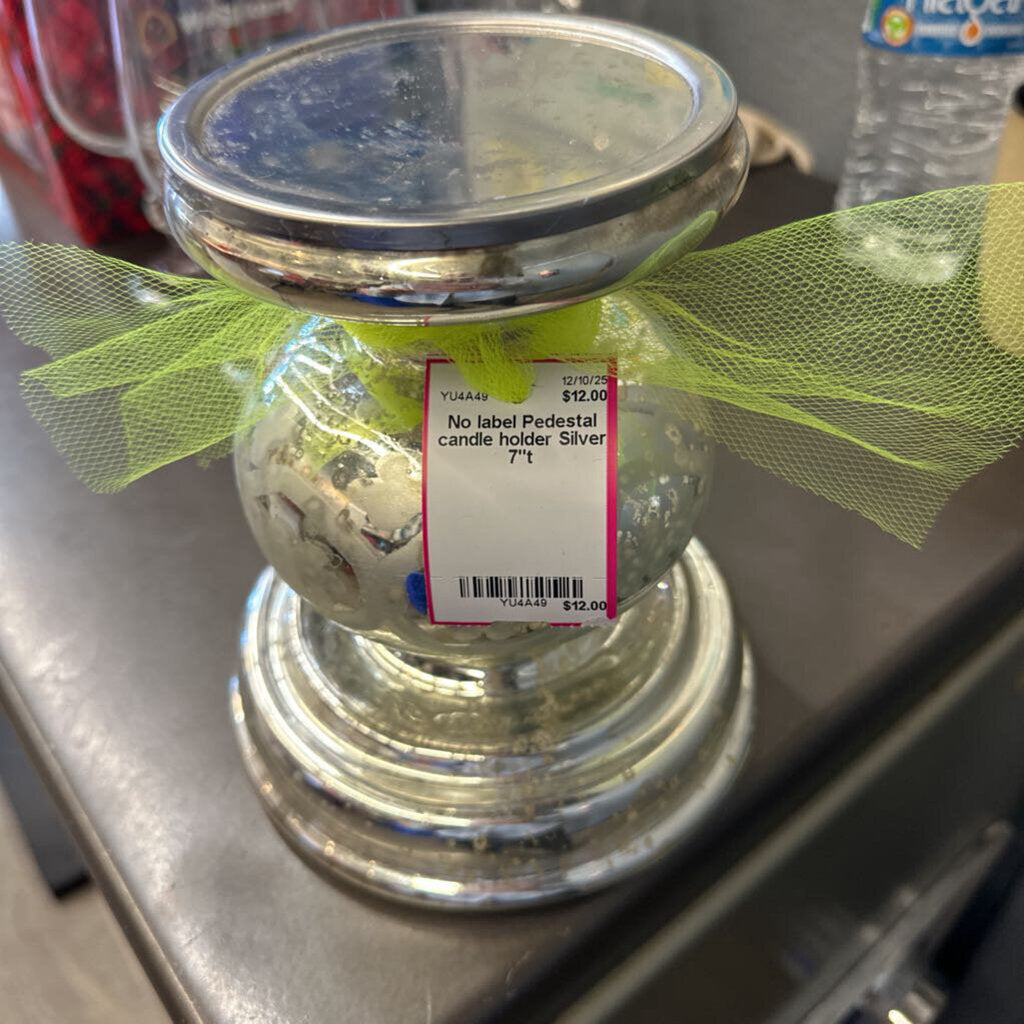 12/10/25
YU4A49 $12.00
No label Pedestal
candle holder Silver
7"t
YU4A49 $12.00